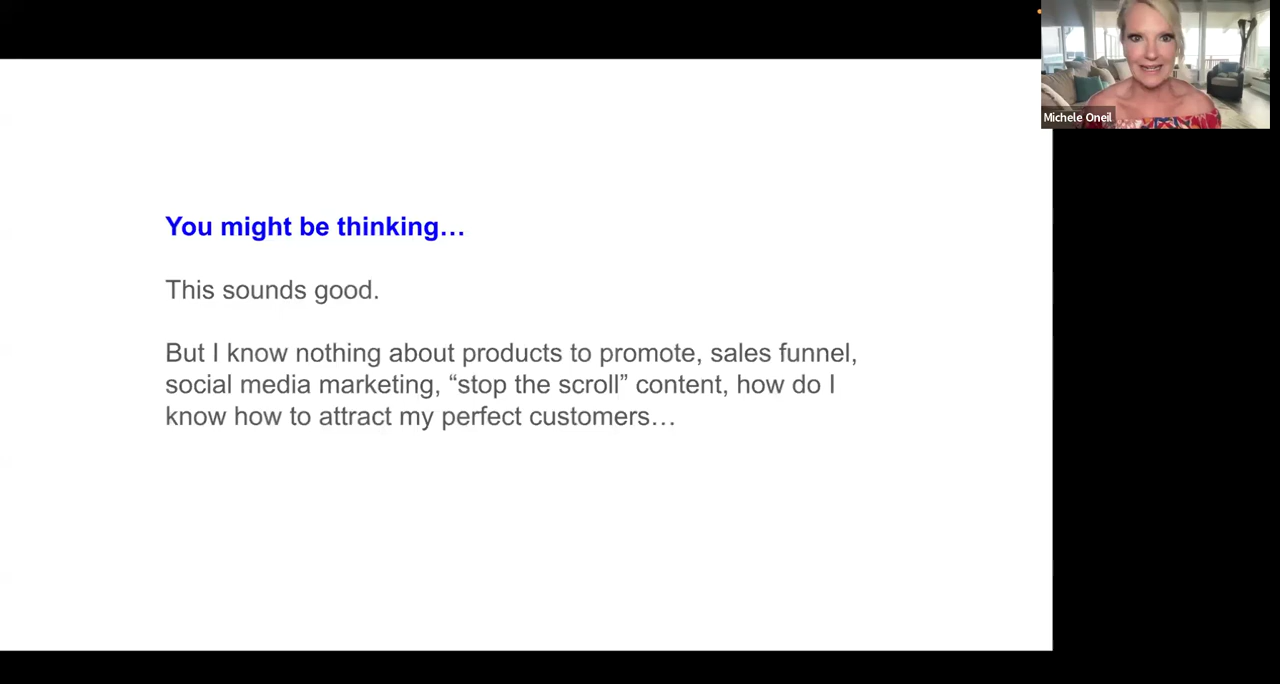 Michele Oneil
You might be thinking…
This sounds good.
But I know nothing about products to promote, sales funnel,
social media marketing, “stop the scroll” content, how do I
know how to attract my perfect customers…